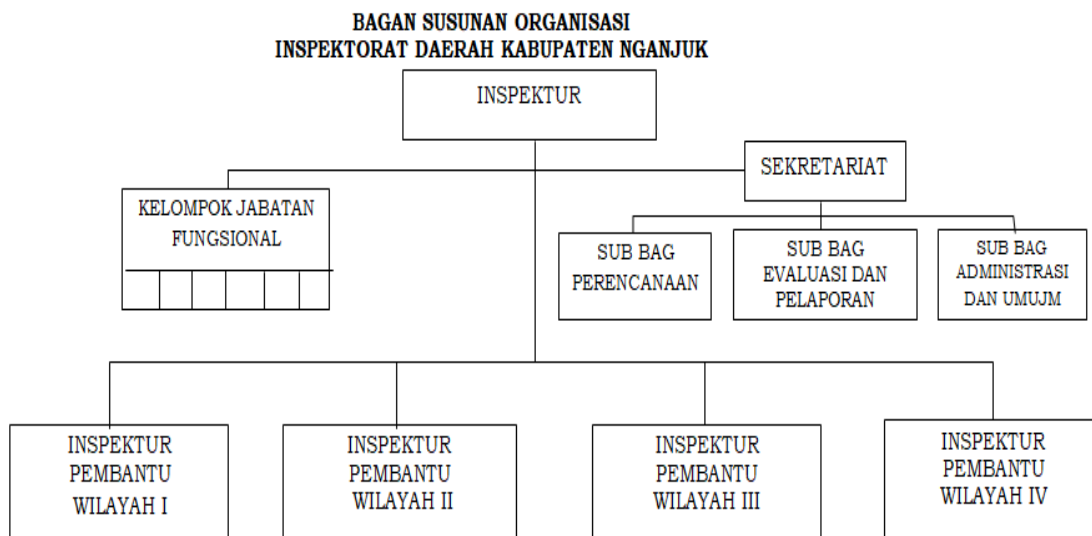 BAGAN SUSUNAN ORGANISASI
INSPEKTORAT DAERAH KABUPATEN NGANJUK
INSPEKTUR
SEKRETARIAT
KELOMPOK JABATAN
FUNGSIONAL
SUB BAG
PERENCANAAN
SUB BAG
EVALUASI DAN
PELAPORAN
SUB BAG
ADMINISTRASI
DAN UMUJM
INSPEKTUR
PEMBANTU
WILAYAH I
INSPEKTUR
PEMBANTU
WILAYAH II
INSPEKTUR
PEMBANTU
WILAYAH III
INSPEKTUR
PEMBANTU
WILAYAH IV